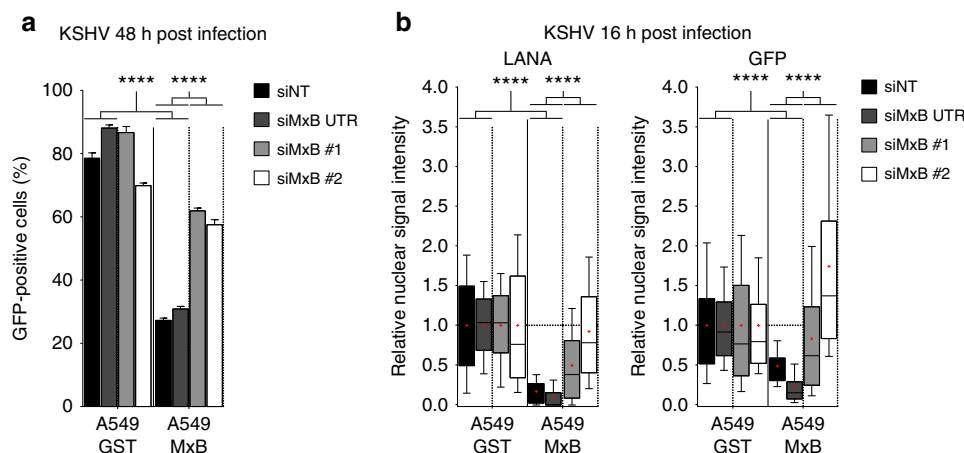 a
KSHV 48 h post infection
**** ****
100
80
60
40
20
0
GFP-positive cells (%)
A549
GST
A549
MxB
siNT
siMxB UTR
siMxB #1
siMxB #2
b
KSHV 16 h post infection
LANA
**** ****
4.0
3.5
3.0
2.5
2.0
1.5
1.0
0.5
0.0
Relative nuclear signal intensity
A549
GST
A549
MxB
GFP
**** ****
4.0
3.5
3.0
2.5
2.0
1.5
1.0
0.5
0.0
Relative nuclear signal intensity
A549
GST
A549
MxB
siNT
siMxB UTR
siMxB #1
siMxB #2